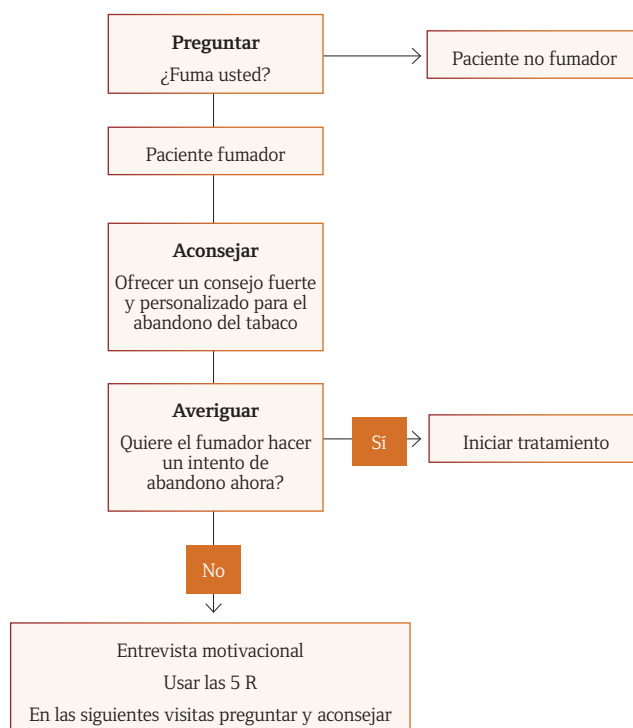 Preguntar
¿Fuma usted?
Paciente no fumador
Paciente fumador
Aconsejar
Ofrecer un consejo fuerte
y personalizado para el
abandono del tabaco
Averiguar
Quiere el fumador hacer
un intento de
abandono ahora?
Sí
Iniciar tratamiento
No
Entrevista motivacional
Usar las 5 R
En las siguientes visitas preguntar y aconsejar